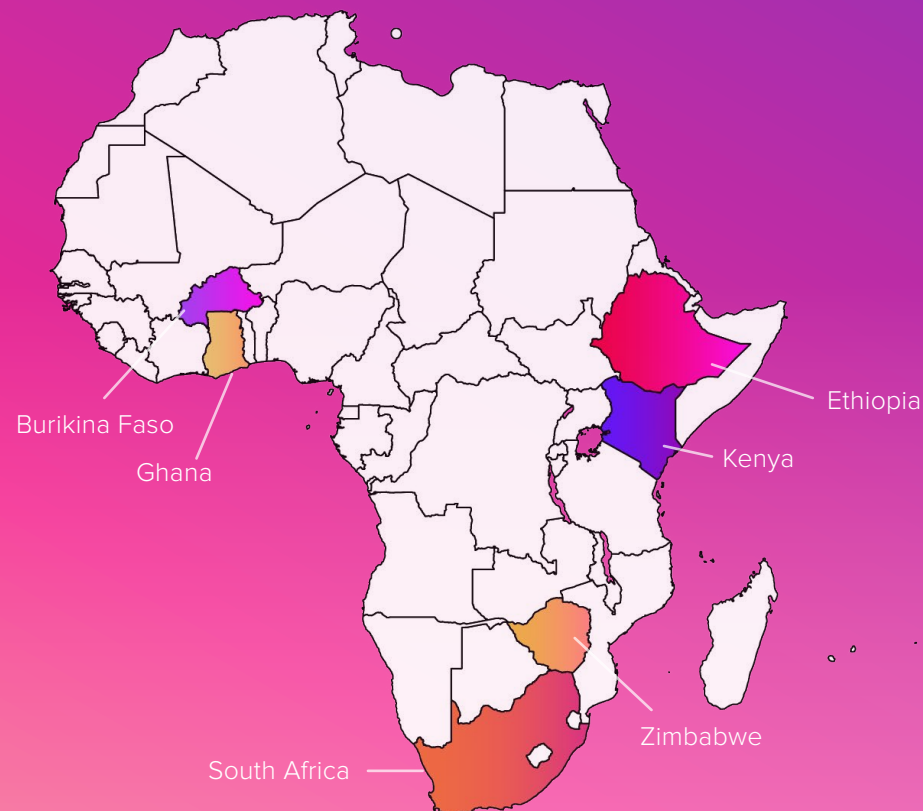 Ethiopia
Burikina Faso
Kenya
Ghana
Zimbabwe
South Africa